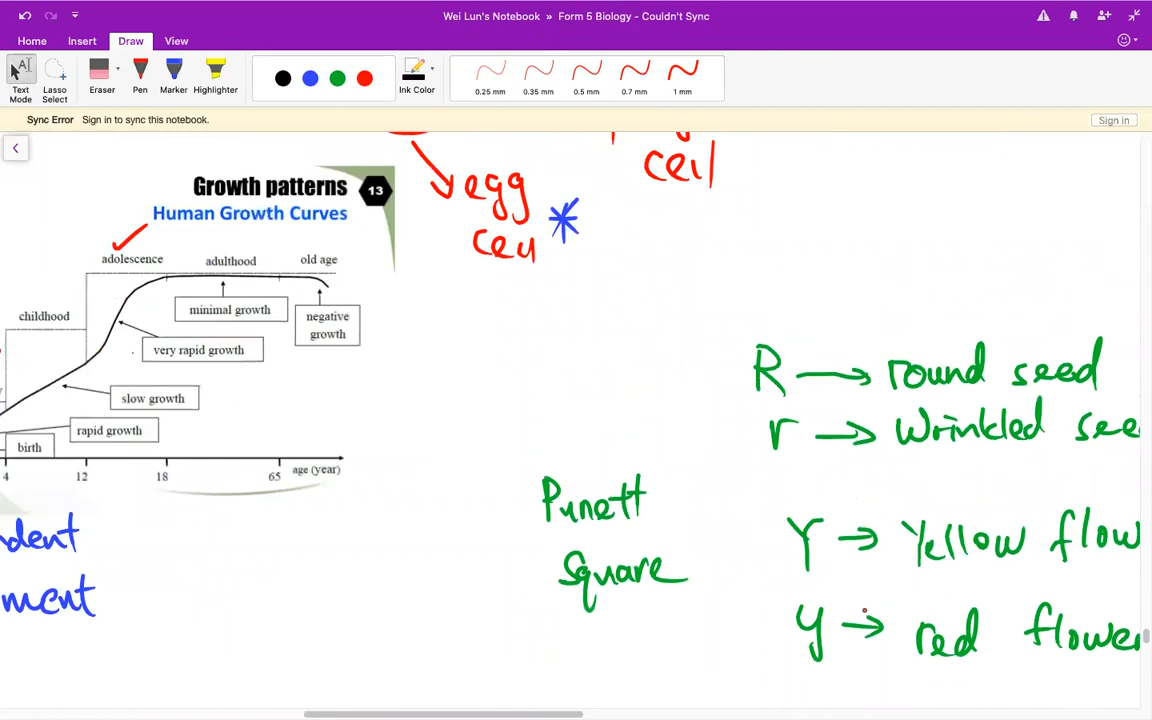 Wei Lun's Notebook » Form 5 Biology - Couldn't Sync
Home Insert Draw View
Text Mode
Lasso Select
Eraser
Pen
Marker
Highlighter
Ink Color
0.25 mm
0.35 mm
0.5 mm
0.7 mm
1 mm
Sync Error Sign in to sync this notebook.
Sign in
cell
egg
cell
Growth patterns 13
Human Growth Curves
adolescence adulthood old age
childhood
minimal growth
negative
growth
very rapid growth
slow growth
rapid growth
birth
4 12 18 65 age (year)
dent
ment
Punett
square
R → round seed
r → wrinkled see
Y → Yellow flow
y → red flower